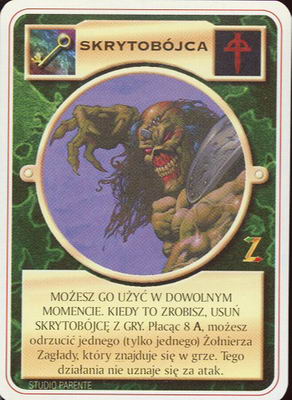 SKRYTOBÓJCA
Z
MOŻESZ GO UŻYĆ W DOWOLNYM
MOMENCIE. KIEDY TO ZROBISZ, USUŃ
SKRYTOBÓJCĘ Z GRY. Płacąc 8 A, możesz
odrzucić jednego (tylko jednego) Żołnierza
Zagłady, który znajduje się w grze. Tego
działania nie uznaje się za atak.
STUDIO PARENTE